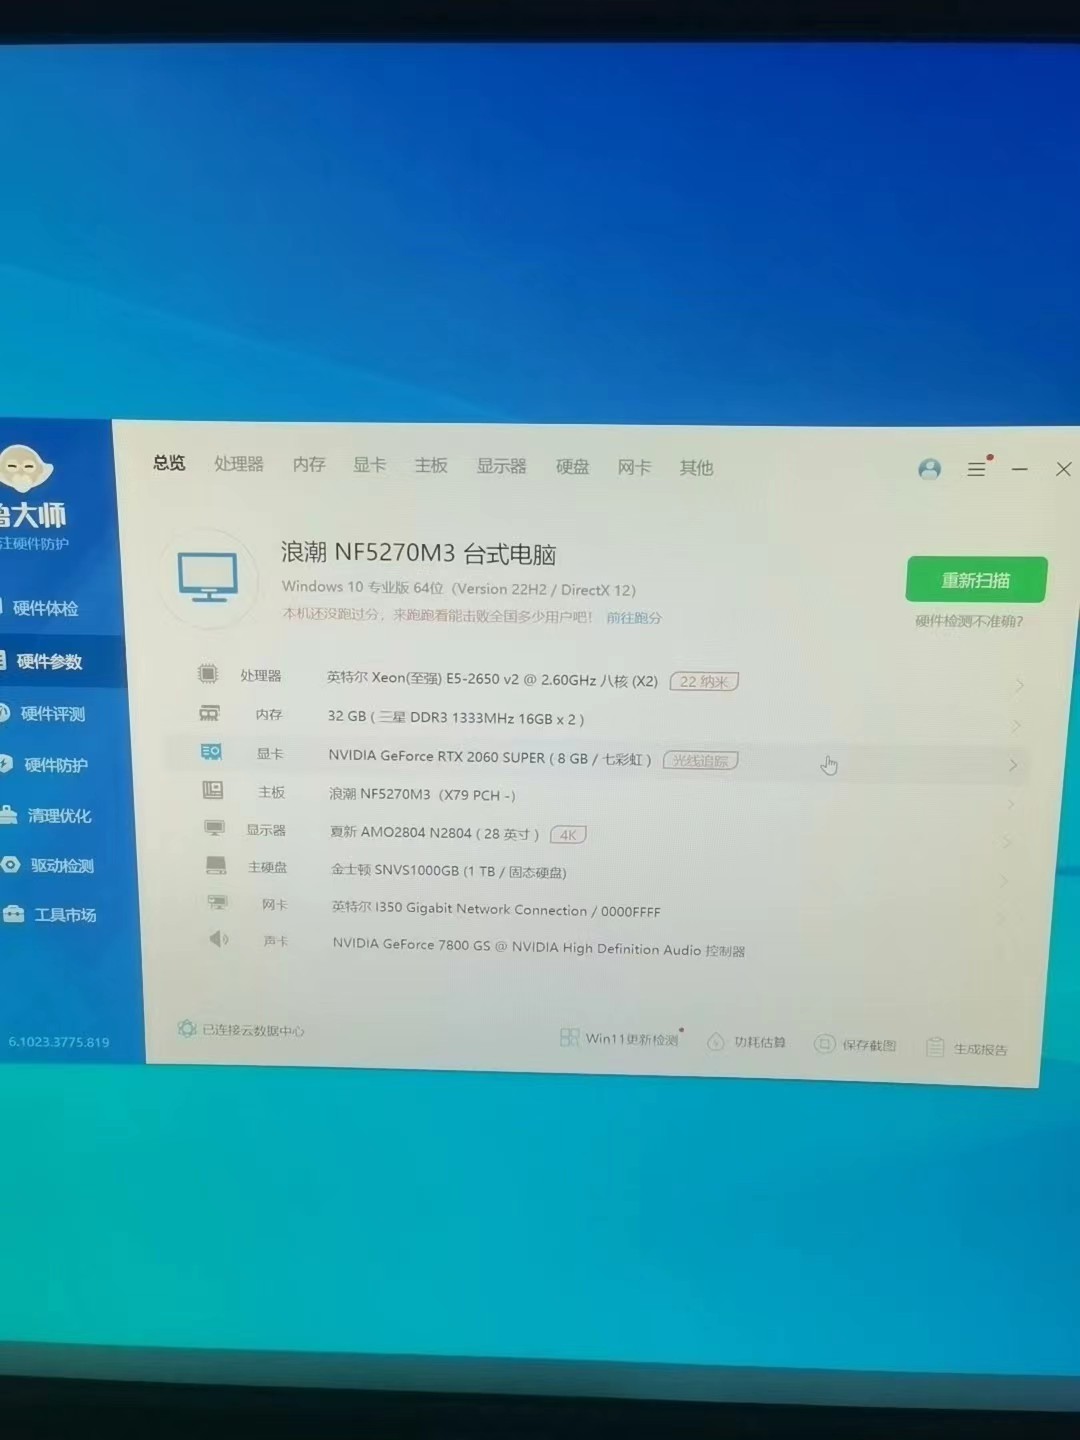 总览 处理器 内存 显卡 主板 显示器 硬盘 网卡 其他
鲁大师
注硬件防护
硬件体检
硬件参数
硬件评测
硬件防护
清理优化
驱动检测
工具市场
6.1023.3775.819
浪潮 NF5270M3 台式电脑
Windows 10 专业版 64位（Version 22H2 / DirectX 12）
本机还没跑过分，来跑跑看能击败全国多少用户吧！ 前往跑分
重新扫描
硬件检测不准确?
处理器 英特尔 Xeon(至强) E5-2650 v2 @ 2.60GHz 八核 (X2) 22 纳米
内存 32 GB ( 三星 DDR3 1333MHz 16GB x 2 )
显卡 NVIDIA GeForce RTX 2060 SUPER ( 8 GB / 七彩虹 ) 光线追踪
主板 浪潮 NF5270M3（X79 PCH -）
显示器 夏新 AMO2804 N2804 ( 28 英寸 ) 4K
主硬盘 金士顿 SNVS1000GB (1 TB / 固态硬盘)
网卡 英特尔 I350 Gigabit Network Connection / 0000FFFF
声卡 NVIDIA GeForce 7800 GS @ NVIDIA High Definition Audio 控制器
已连接云数据中心 Win11更新检测 功耗估算 保存截图 生成报告